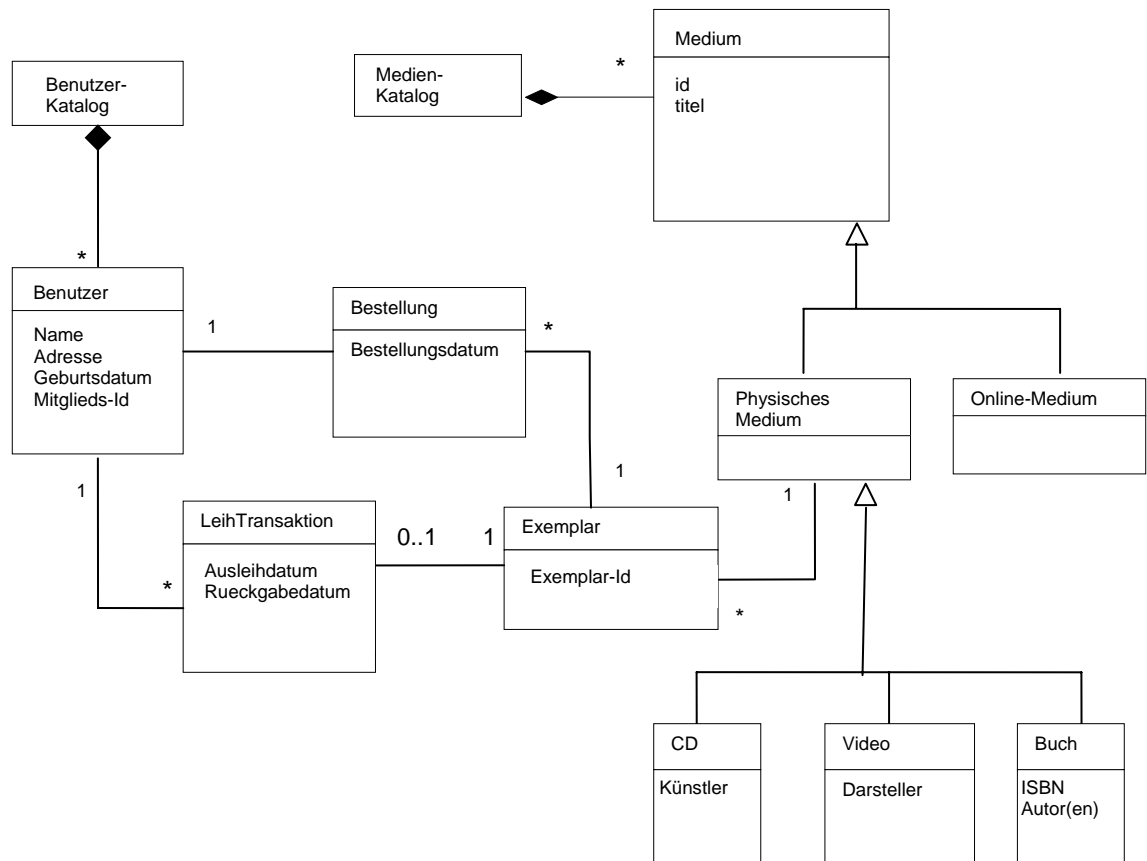 Benutzer-
Katalog
*
Medien-
Katalog
*
Medium
id
titel
Benutzer
Name
Adresse
Geburtsdatum
Mitglieds-Id
1
Bestellung
Bestellungsdatum
*
1
Physisches
Medium
Online-Medium
1
*
LeihTransaktion
Ausleihdatum
Rueckgabedatum
0..1
1
Exemplar
Exemplar-Id
1
*
CD
Künstler
Video
Darsteller
Buch
ISBN
Autor(en)